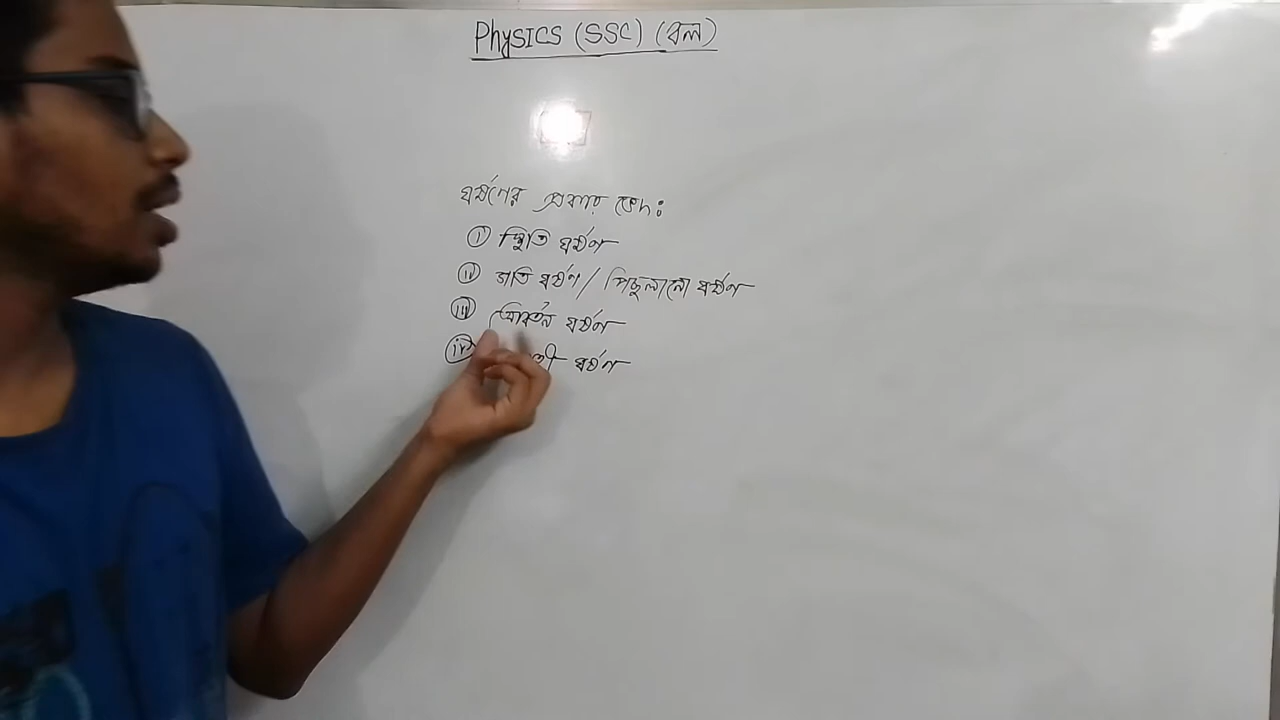 Physics (SSC) (বল)
ঘর্ষণের প্রকার ভেদ:
(i) স্থিতি ঘর্ষণ
(ii) গতি ঘর্ষণ / পিছলানো ঘর্ষণ
(iii) আবর্তন ঘর্ষণ
(iv) ঘর্ষণ